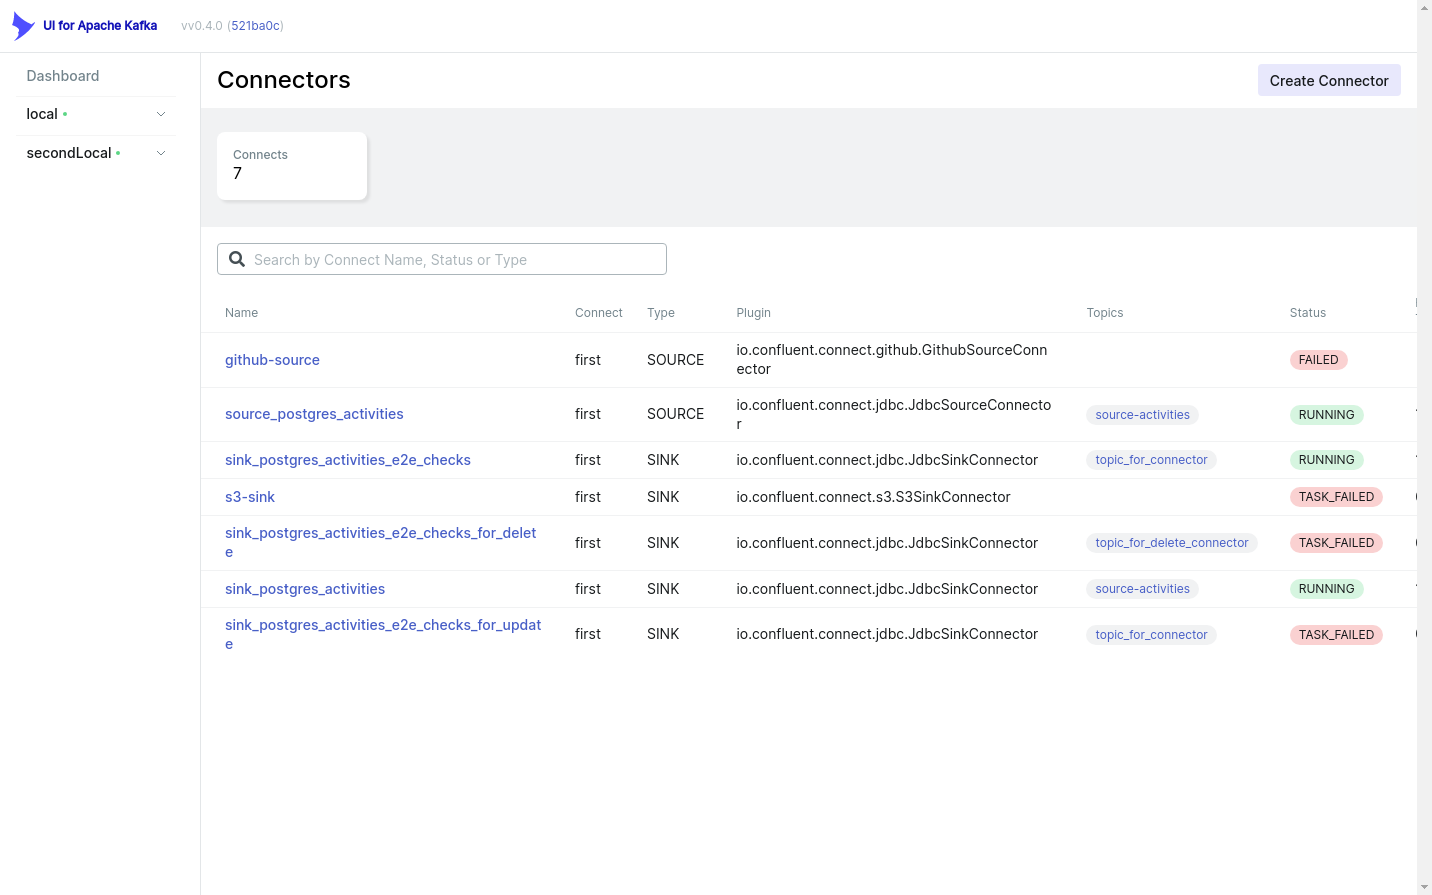 UI for Apache Kafka vv0.4.0 (521ba0c)
Dashboard
local
secondLocal
Connectors
Create Connector
Connects
7
Search by Connect Name, Status or Type
Name Connect Type Plugin Topics Status
github-source first SOURCE io.confluent.connect.github.GithubSourceConn
ector FAILED
source_postgres_activities first SOURCE io.confluent.connect.jdbc.JdbcSourceConnecto
r source-activities RUNNING
sink_postgres_activities_e2e_checks first SINK io.confluent.connect.jdbc.JdbcSinkConnector topic_for_connector RUNNING
s3-sink first SINK io.confluent.connect.s3.S3SinkConnector TASK_FAILED
sink_postgres_activities_e2e_checks_for_delet
e first SINK io.confluent.connect.jdbc.JdbcSinkConnector topic_for_delete_connector TASK_FAILED
sink_postgres_activities first SINK io.confluent.connect.jdbc.JdbcSinkConnector source-activities RUNNING
sink_postgres_activities_e2e_checks_for_updat
e first SINK io.confluent.connect.jdbc.JdbcSinkConnector topic_for_connector TASK_FAILED